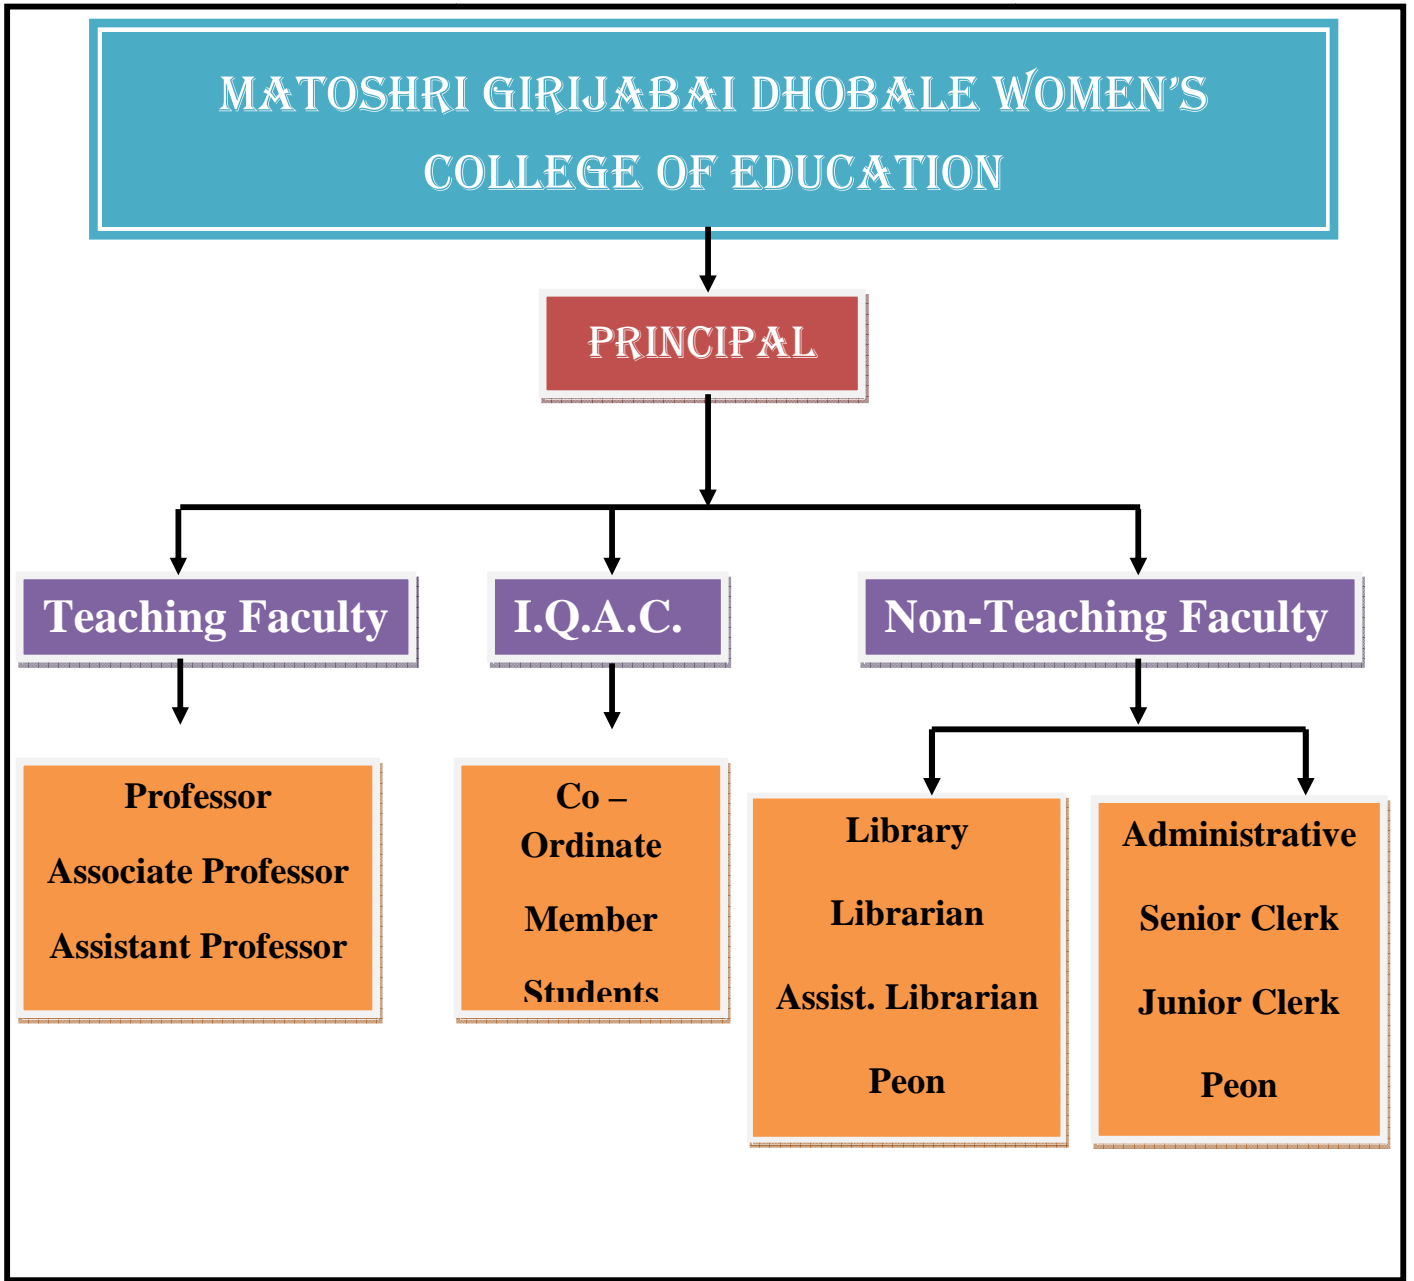 MATOSHRI GIRIJABAI DHOBALE WOMEN'S
COLLEGE OF EDUCATION
PRINCIPAL
Teaching Faculty
I.Q.A.C.
Non-Teaching Faculty
Professor
Associate Professor
Assistant Professor
Co –
Ordinate
Member
Students
Library
Librarian
Assist. Librarian
Peon
Administrative
Senior Clerk
Junior Clerk
Peon